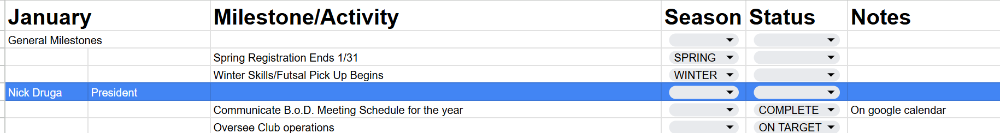 January Milestone/Activity Season Status Notes
General Milestones
Spring Registration Ends 1/31 SPRING
Winter Skills/Futsal Pick Up Begins WINTER
Nick Druga President
Communicate B.o.D. Meeting Schedule for the year COMPLETE On google calendar
Oversee Club operations ON TARGET